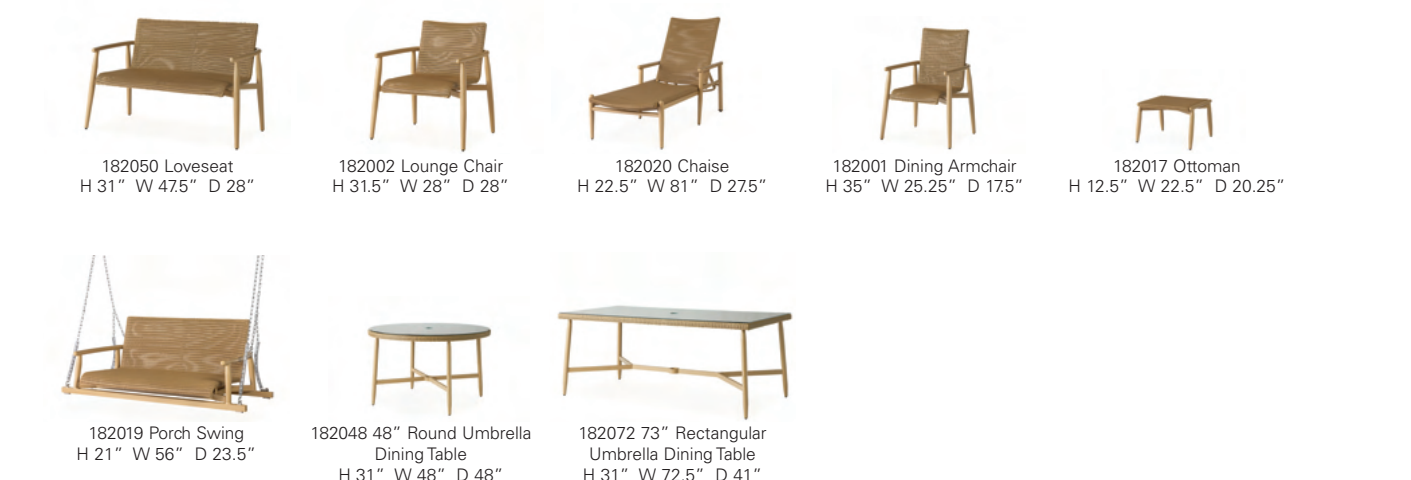 182050 Loveseat
H 31” W 47.5” D 28”
182002 Lounge Chair
H 31.5” W 28” D 28”
182020 Chaise
H 22.5” W 81” D 27.5”
182001 Dining Armchair
H 35” W 25.25” D 17.5”
182017 Ottoman
H 12.5” W 22.5” D 20.25”
182019 Porch Swing
H 21” W 56” D 23.5”
182048 48” Round Umbrella
Dining Table
H 31” W 48” D 48”
182072 73” Rectangular
Umbrella Dining Table
H 31” W 72.5” D 41”